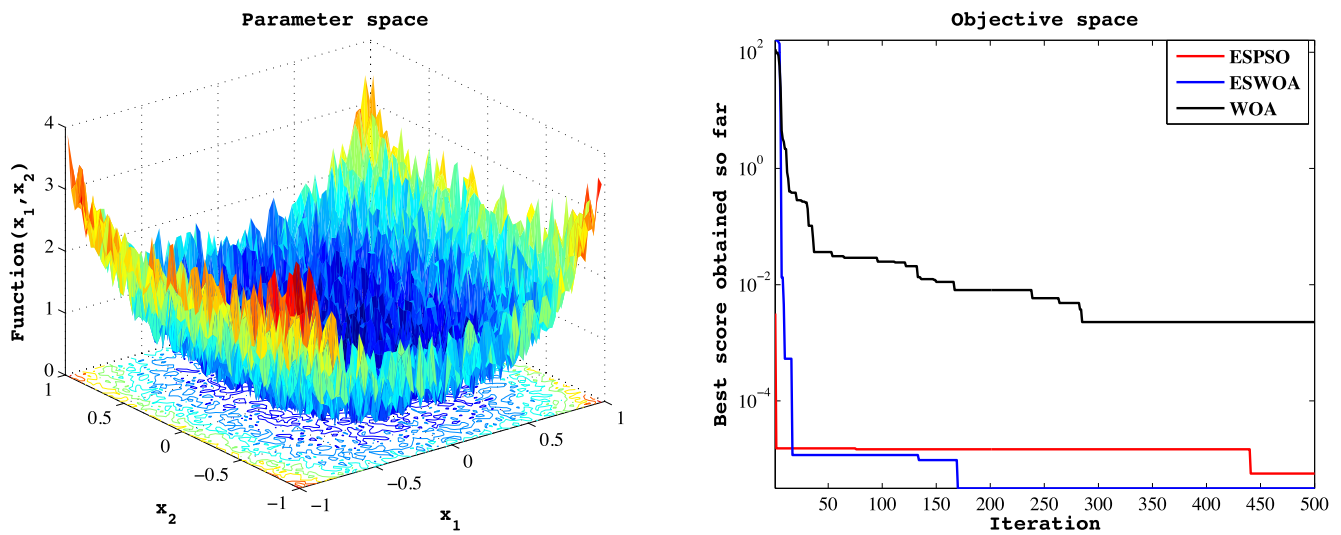 Parameter space
Function(x1,x2)
4
3
2
1
0
1
0.5
0
−0.5
−1
x2
−1
−0.5
0
0.5
1
x1
Objective space
Best score obtained so far
10^2
10^0
10^−2
10^−4
ESPSO
ESWOA
WOA
50 100 150 200 250 300 350 400 450 500
Iteration